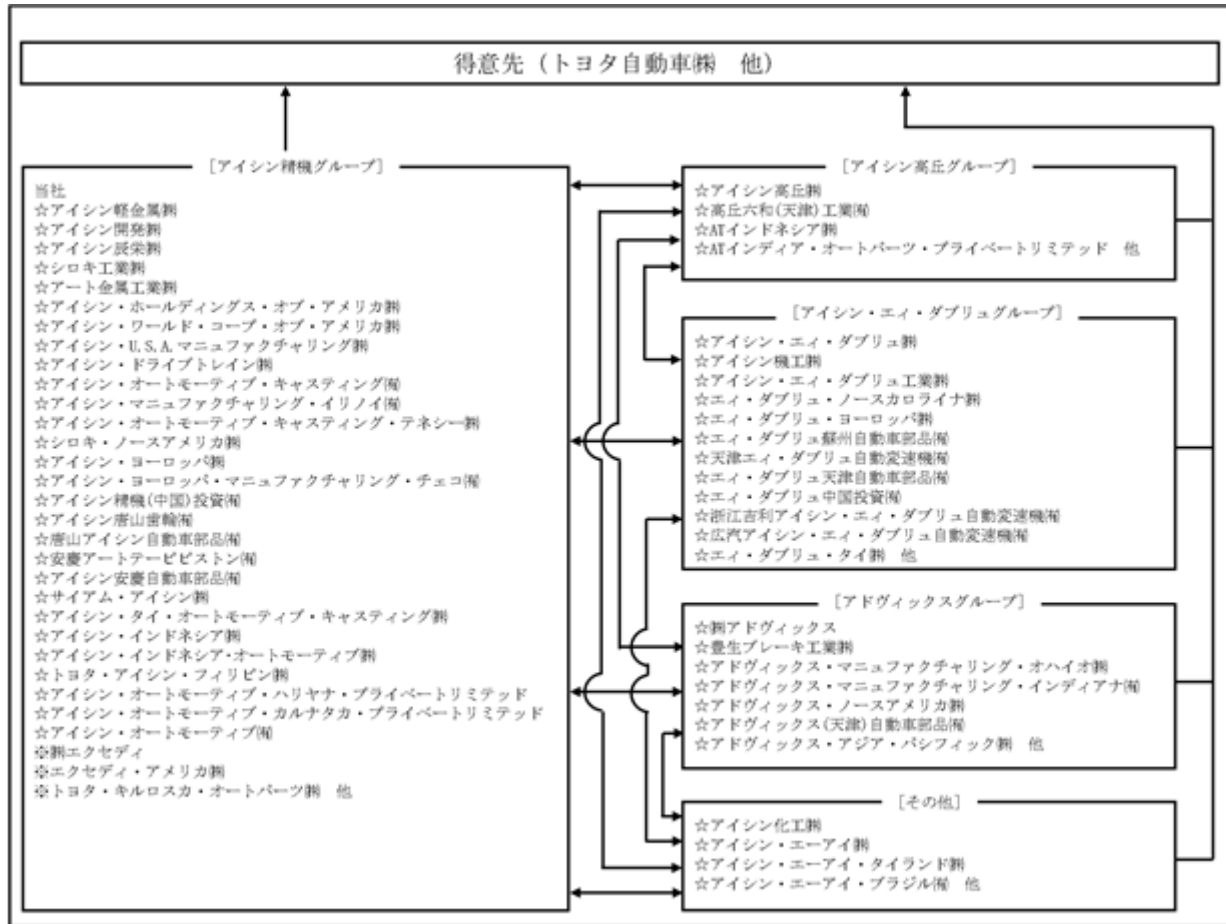 得意先（トヨタ自動車㈱　他）
［アイシン精機グループ］
当社
☆アイシン軽金属㈱
☆アイシン開発㈱
☆アイシン辰栄㈱
☆シロキ工業㈱
☆アート金属工業㈱
☆アイシン・ホールディングス・オブ・アメリカ㈱
☆アイシン・ワールド・コープ・オブ・アメリカ㈱
☆アイシン・U.S.A.マニュファクチャリング㈱
☆アイシン・ドライブトレイン㈱
☆アイシン・オートモーティブ・キャスティング㈲
☆アイシン・マニュファクチャリング・イリノイ㈲
☆アイシン・オートモーティブ・キャスティング・テネシー㈱
☆シロキ・ノースアメリカ㈱
☆アイシン・ヨーロッパ㈱
☆アイシン・ヨーロッパ・マニュファクチャリング・チェコ㈲
☆アイシン精機(中国)投資㈲
☆アイシン唐山歯輪㈲
☆唐山アイシン自動車部品㈲
☆安慶アートテーピピストン㈲
☆アイシン安慶自動車部品㈲
☆サイアム・アイシン㈱
☆アイシン・タイ・オートモーティブ・キャスティング㈱
☆アイシン・インドネシア㈱
☆アイシン・インドネシア・オートモーティブ㈱
☆トヨタ・アイシン・フィリピン㈱
☆アイシン・オートモーティブ・ハリヤナ・プライベートリミテッド
☆アイシン・オートモーティブ・カルナタカ・プライベートリミテッド
☆アイシン・オートモーティブ㈲
※㈱エクセディ
※エクセディ・アメリカ㈱
※トヨタ・キルロスカ・オートパーツ㈱　他
［アイシン高丘グループ］
☆アイシン高丘㈱
☆高丘六和(天津)工業㈲
☆ATインドネシア㈱
☆ATインディア・オートパーツ・プライベートリミテッド　他
［アイシン・エィ・ダブリュグループ］
☆アイシン・エィ・ダブリュ㈱
☆アイシン機工㈱
☆アイシン・エィ・ダブリュ工業㈱
☆エィ・ダブリュ・ノースカロライナ㈱
☆エィ・ダブリュ・ヨーロッパ㈱
☆エィ・ダブリュ蘇州自動車部品㈲
☆天津エィ・ダブリュ自動変速機㈲
☆エィ・ダブリュ天津自動車部品㈲
☆エィ・ダブリュ中国投資㈲
☆浙江吉利アイシン・エィ・ダブリュ自動変速機㈲
☆広汽アイシン・エィ・ダブリュ自動変速機㈲
☆エィ・ダブリュ・タイ㈱　他
［アドヴィックスグループ］
☆㈱アドヴィックス
☆豊生ブレーキ工業㈱
☆アドヴィックス・マニュファクチャリング・オハイオ㈱
☆アドヴィックス・マニュファクチャリング・インディアナ㈲
☆アドヴィックス・ノースアメリカ㈱
☆アドヴィックス(天津)自動車部品㈲
☆アドヴィックス・アジア・パシフィック㈱　他
［その他］
☆アイシン化工㈱
☆アイシン・エーアイ㈱
☆アイシン・エーアイ・タイランド㈱
☆アイシン・エーアイ・ブラジル㈲　他